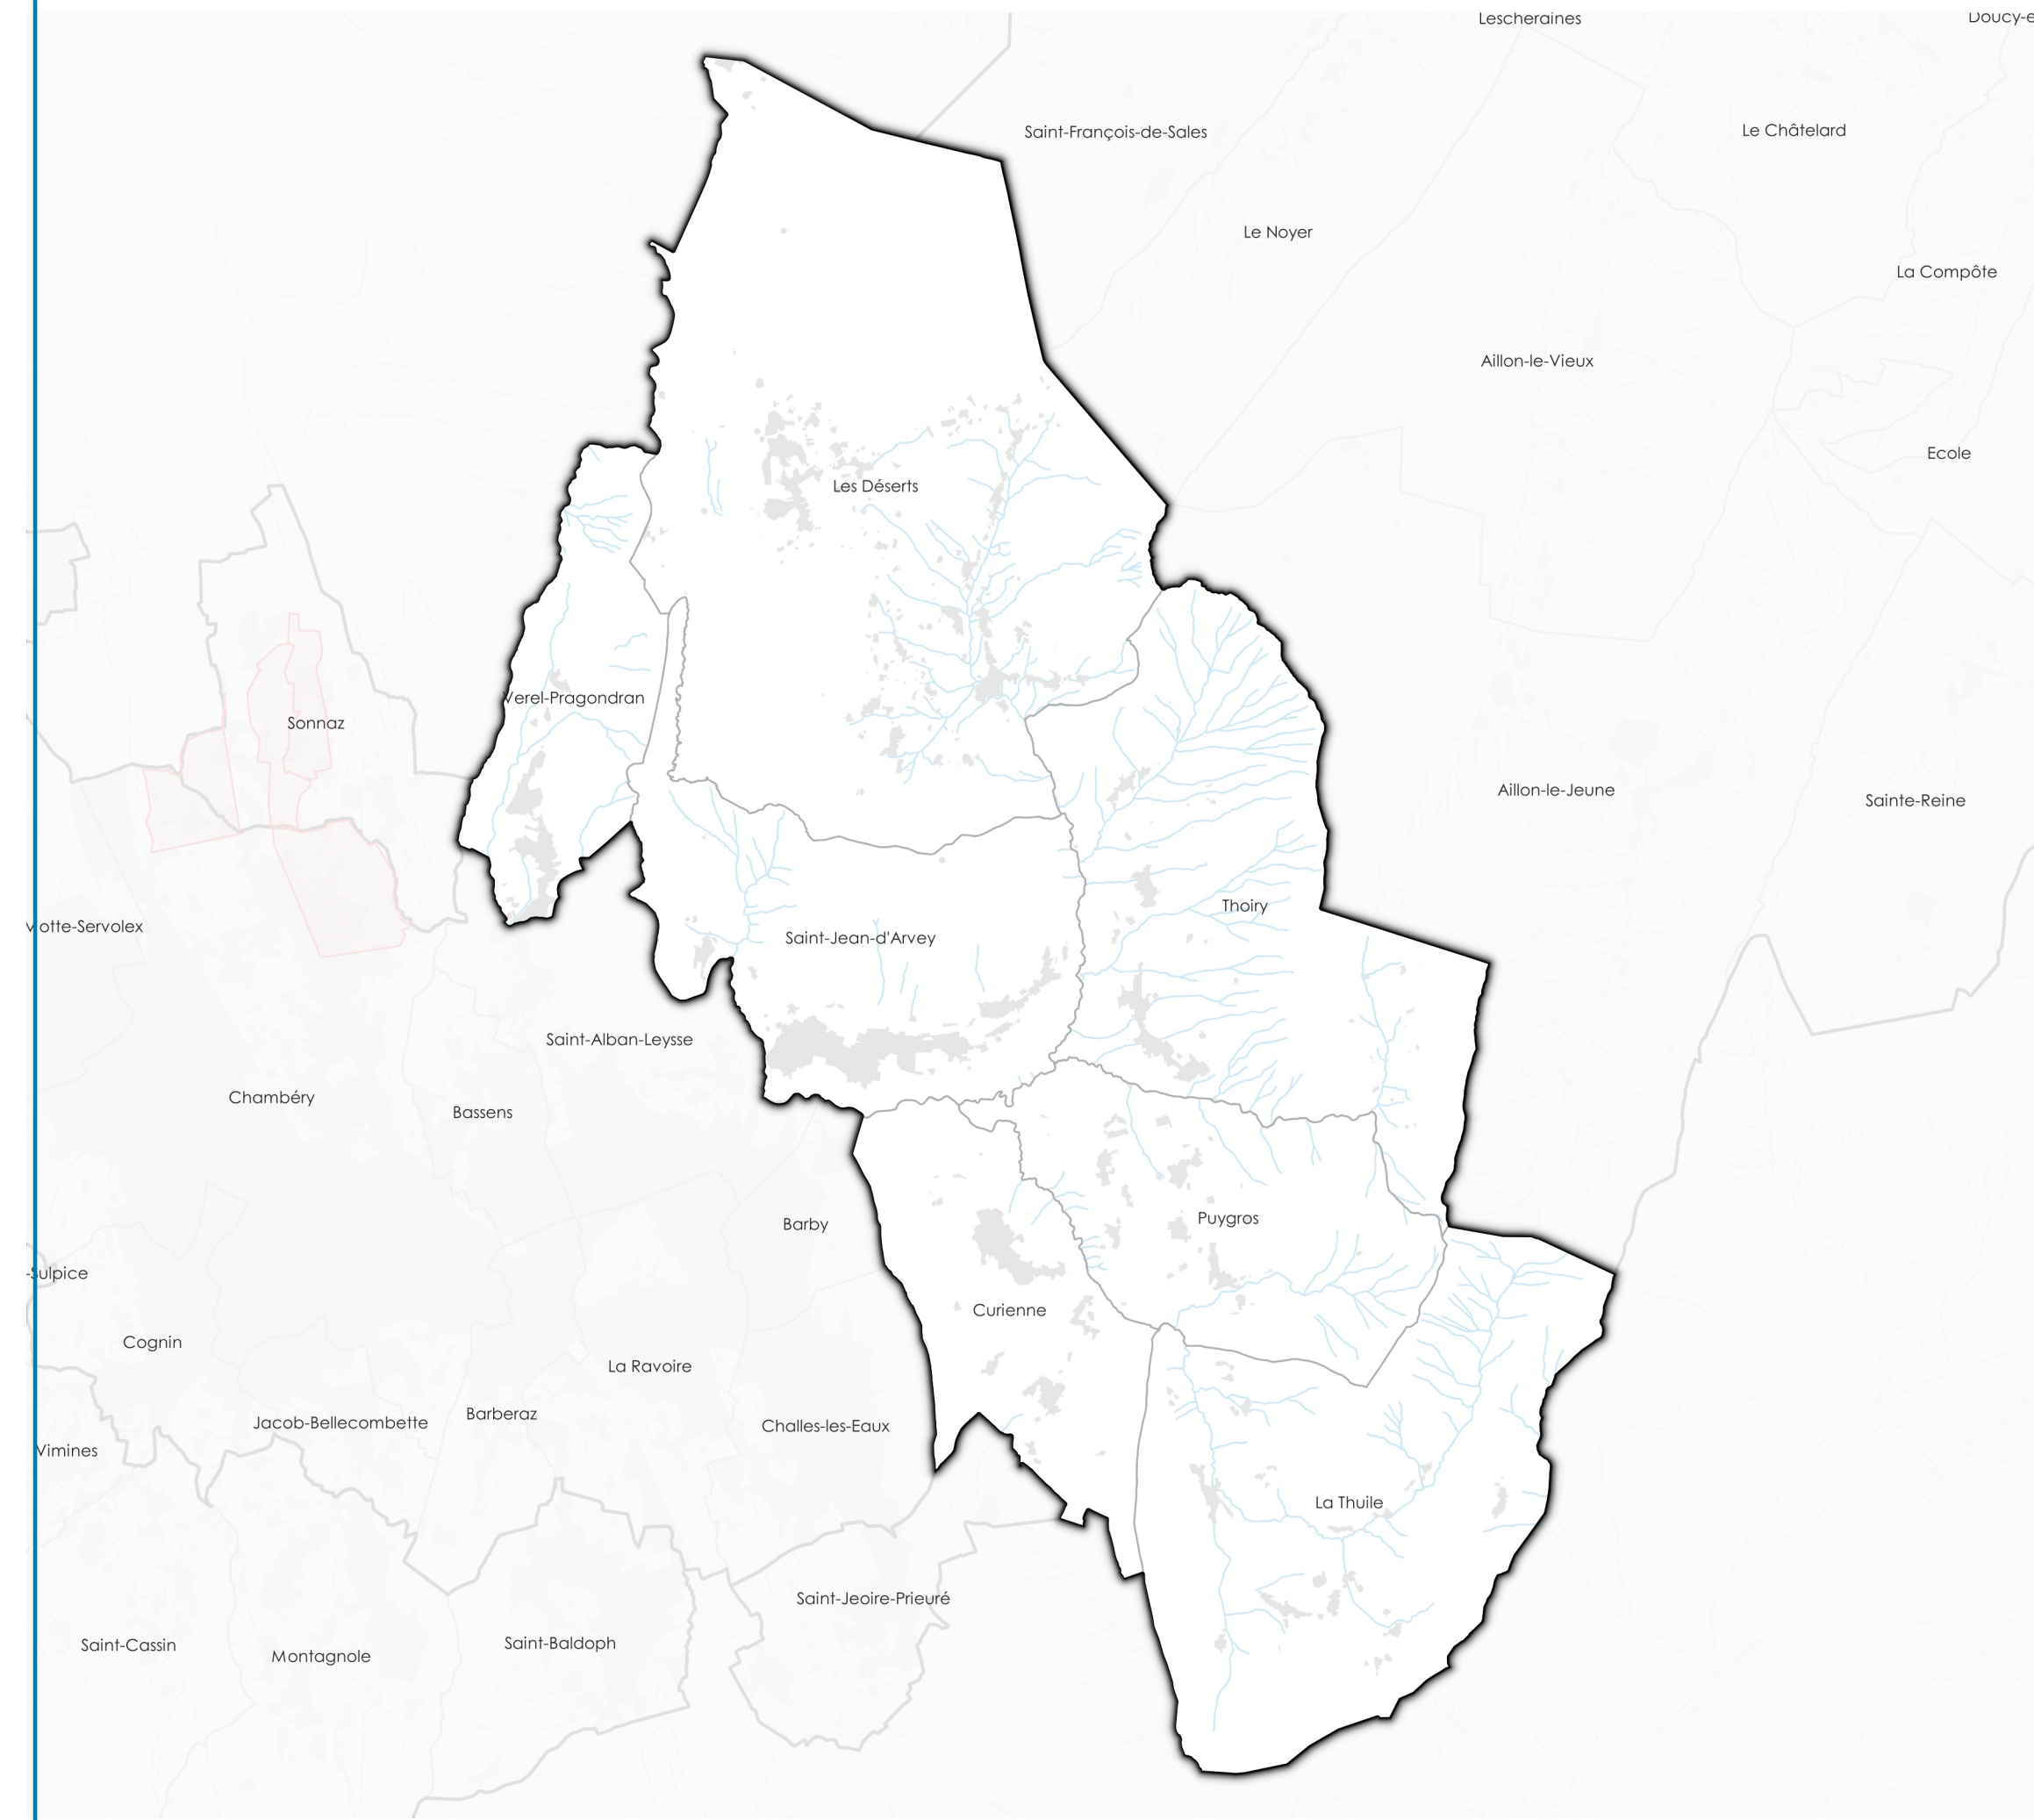 Lescheraines
Doucy-e
Saint-François-de-Sales
Le Châtelard
Le Noyer
La Compôte
Aillon-le-Vieux
Ecole
Les Déserts
Verel-Pragondran
Sonnaz
Aillon-le-Jeune
Sainte-Reine
Thoiry
Motte-Servolex
Saint-Jean-d'Arvey
Saint-Alban-Leysse
Chambéry
Bassens
Puygros
Barby
-Sulpice
Curienne
Cognin
La Ravoire
Barberaz
Jacob-Bellecombette
Challes-les-Eaux
Vimines
La Thuile
Saint-Jeoire-Prieuré
Saint-Baldoph
Saint-Cassin
Montagnole